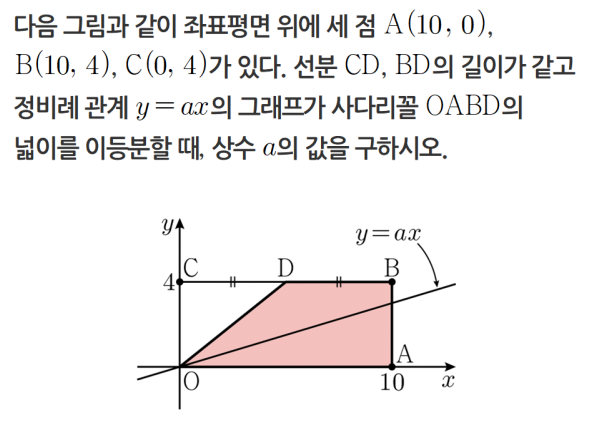 다음 그림과 같이 좌표평면 위에 세 점 A(10, 0),
B(10, 4), C(0, 4)가 있다. 선분 CD, BD의 길이가 같고
정비례 관계 y=ax의 그래프가 사다리꼴 OABD의
넓이를 이등분할 때, 상수 a의 값을 구하시오.
y
y=ax
C D B
4
A
O 10 x